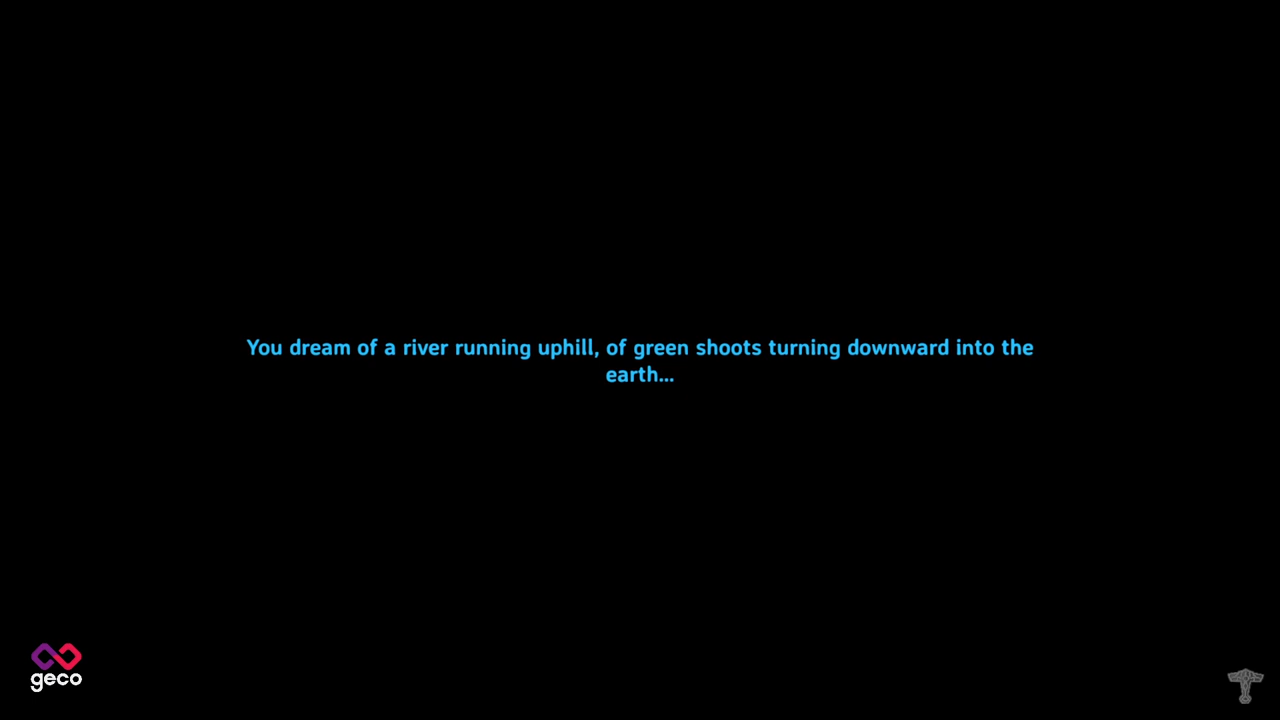 You dream of a river running uphill, of green shoots turning downward into the
earth...
geco